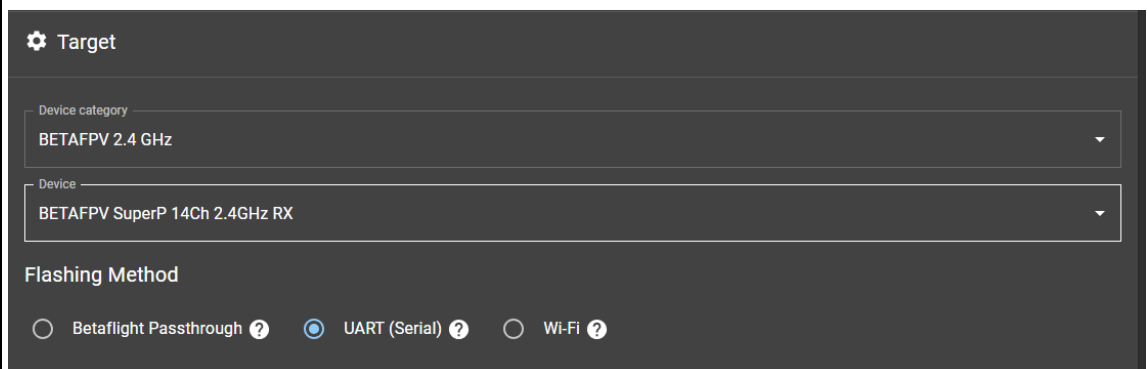 Target
Device category
BETAFPV 2.4 GHz
Device
BETAFPV SuperP 14Ch 2.4GHz RX
Flashing Method
Betaflight Passthrough ? UART (Serial) ? Wi-Fi ?